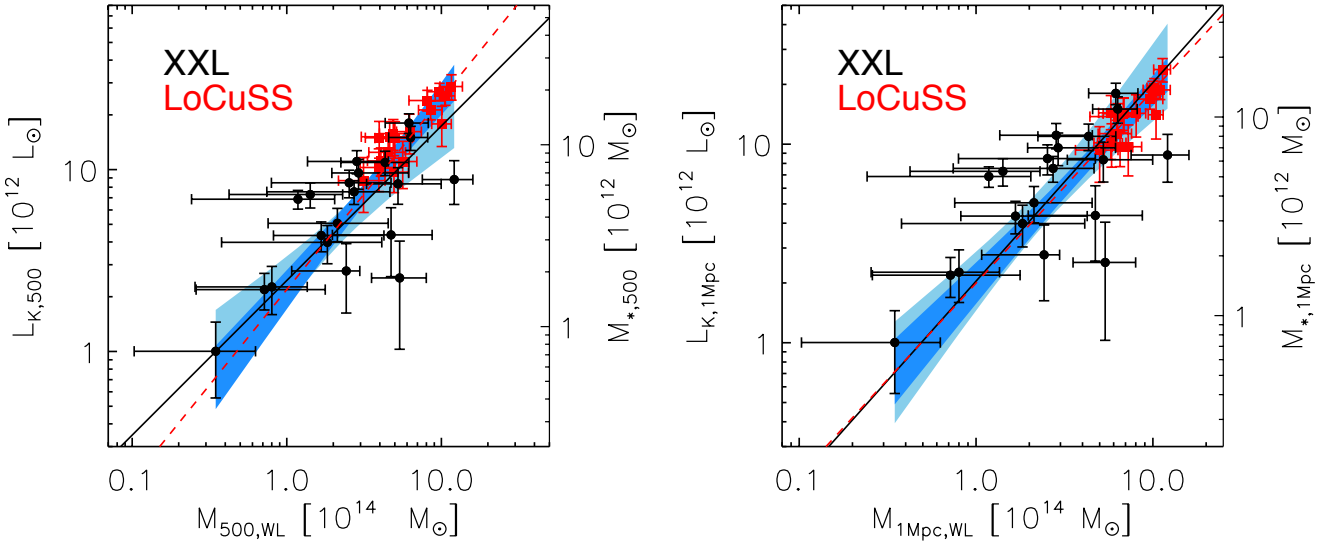 XXL
LoCuSS
L_K,500 [10^12 L_⊙]
10
1
M_*,500 [10^12 M_⊙]
10
1
0.1 1.0 10.0
M_500,WL [10^14 M_⊙]
XXL
LoCuSS
L_K,1Mpc [10^12 L_⊙]
10
1
M_*,1Mpc [10^12 M_⊙]
10
1
0.1 1.0 10.0
M_1Mpc,WL [10^14 M_⊙]